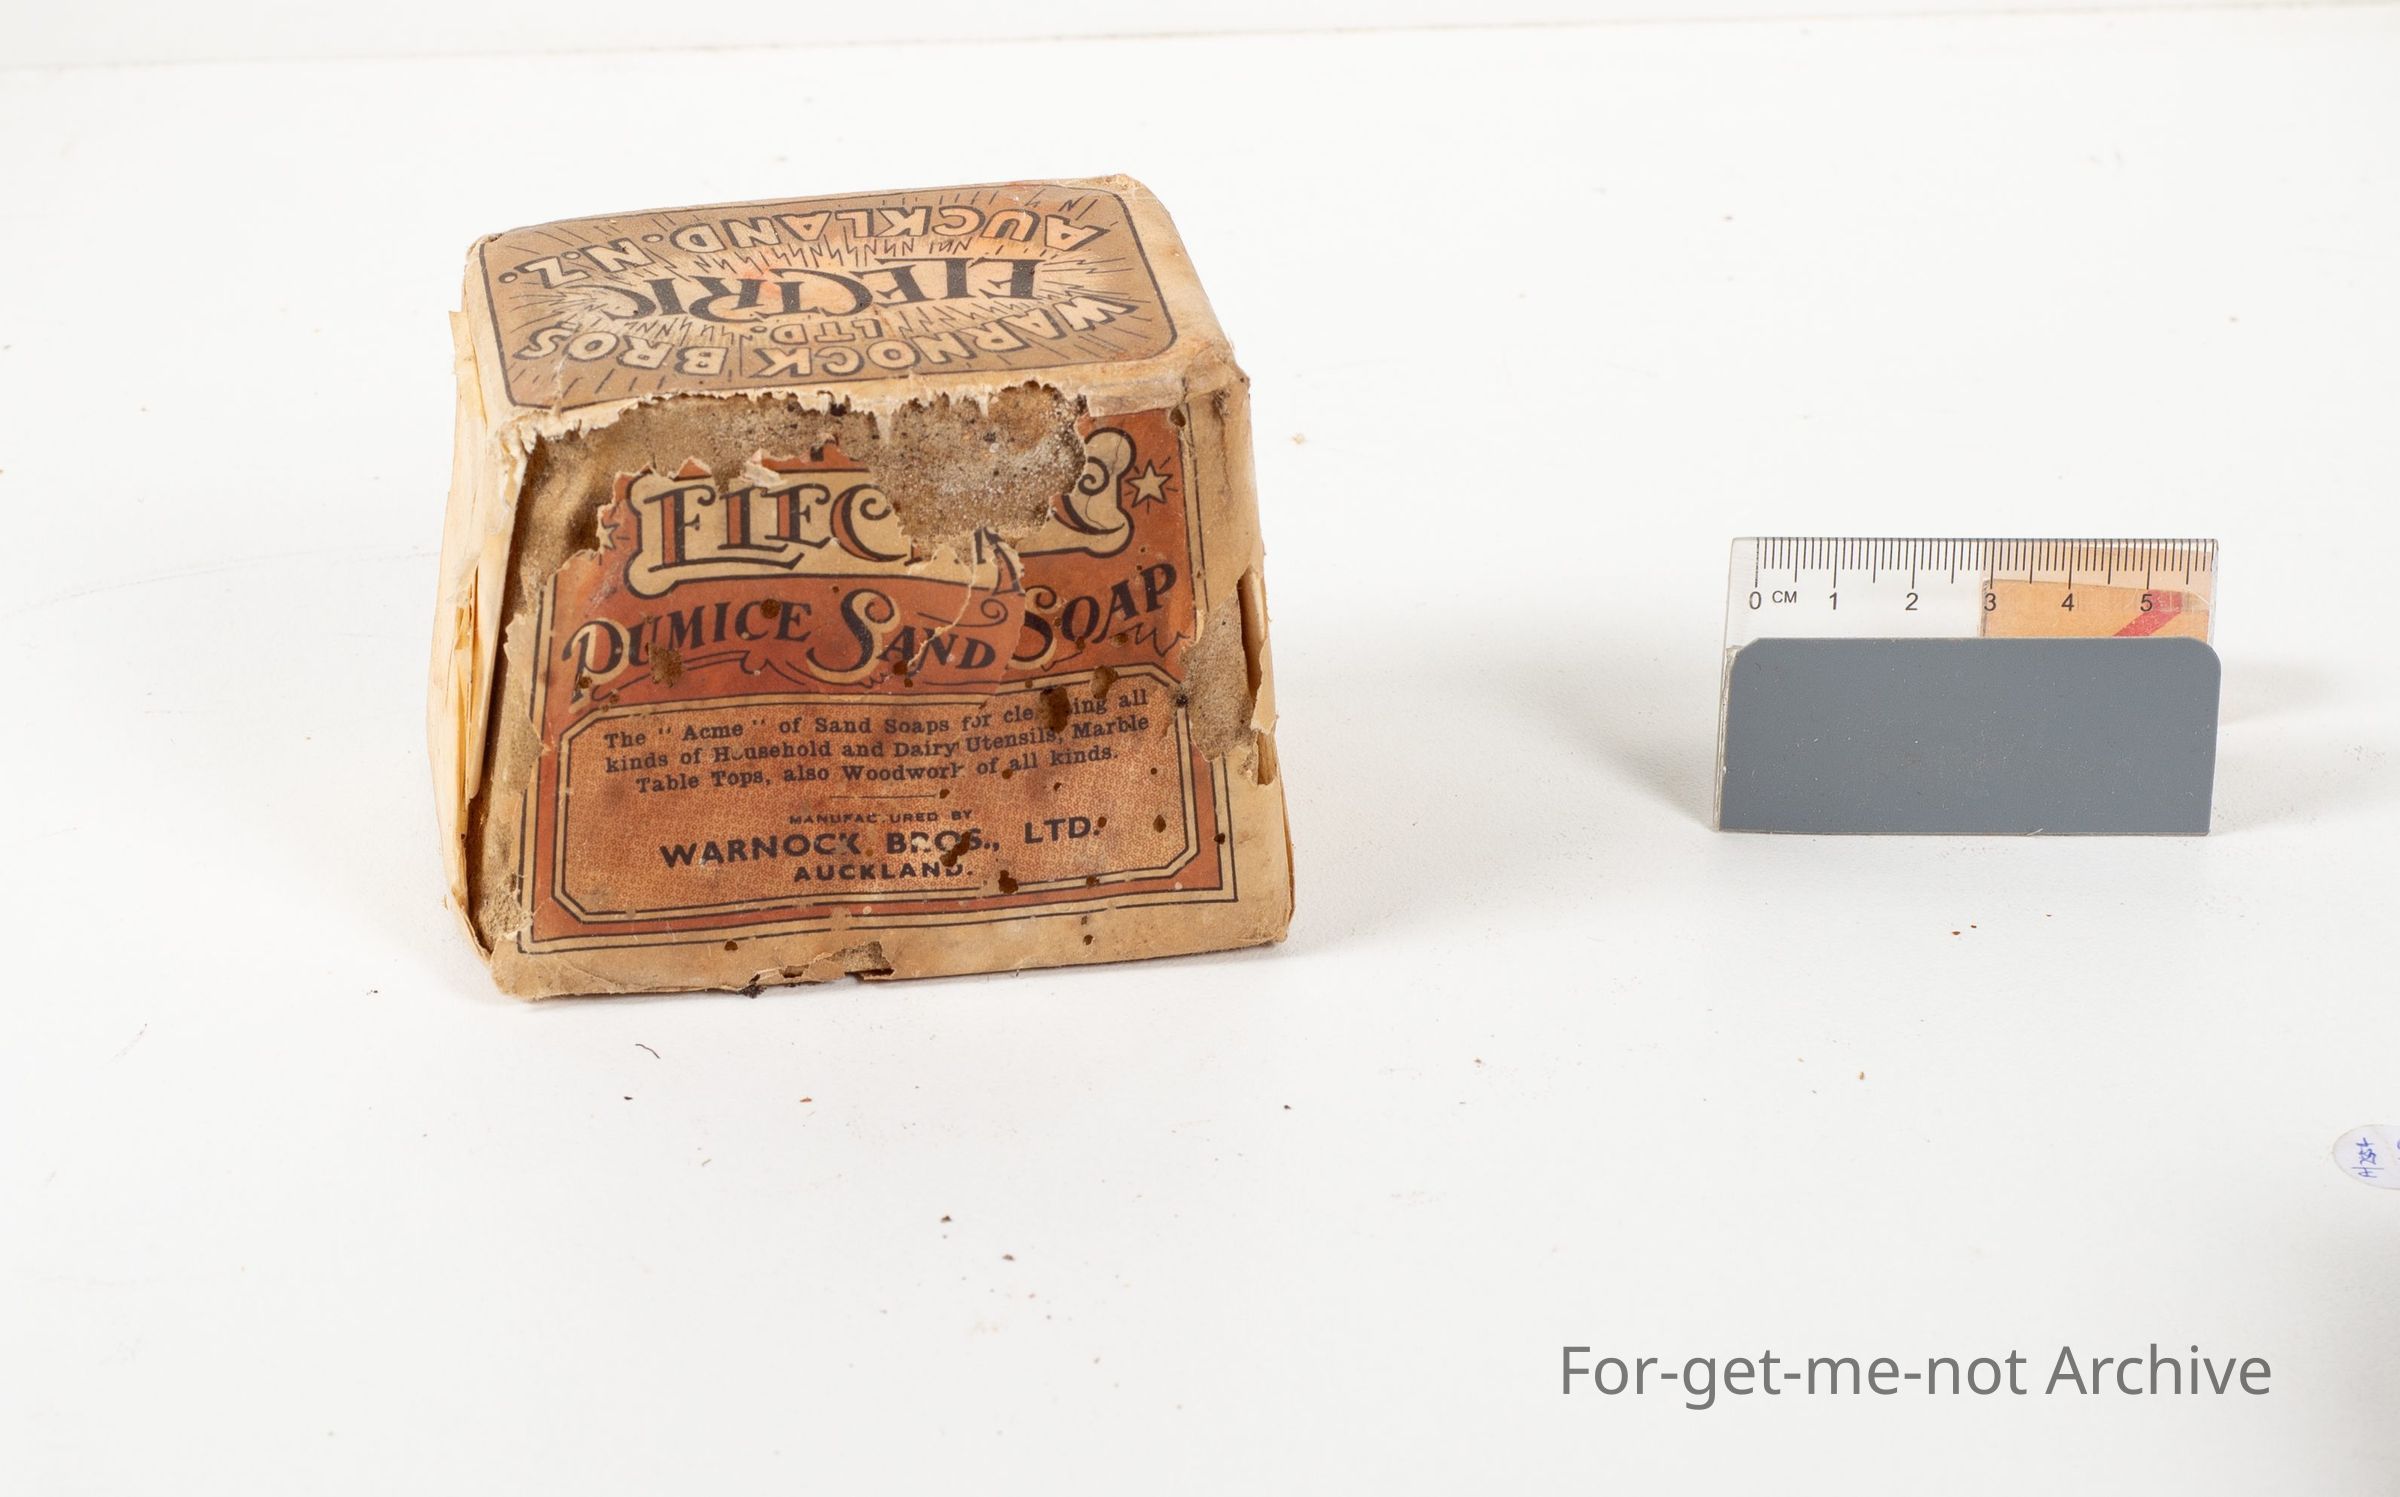 WARNOCK BROS
LTD.
ELECTRIC
AUCKLAND. N.Z.
PUMICE SAND SOAP
The "Acme" of Sand Soaps for all
kinds of Household and Dairy Utensils, Marble
Table Tops, also Woodwork of all kinds.
MANUFACTURED BY
WARNOCK BROS., LTD.
AUCKLAND.
0 CM 1 2 3 4 5
For-get-me-not Archive